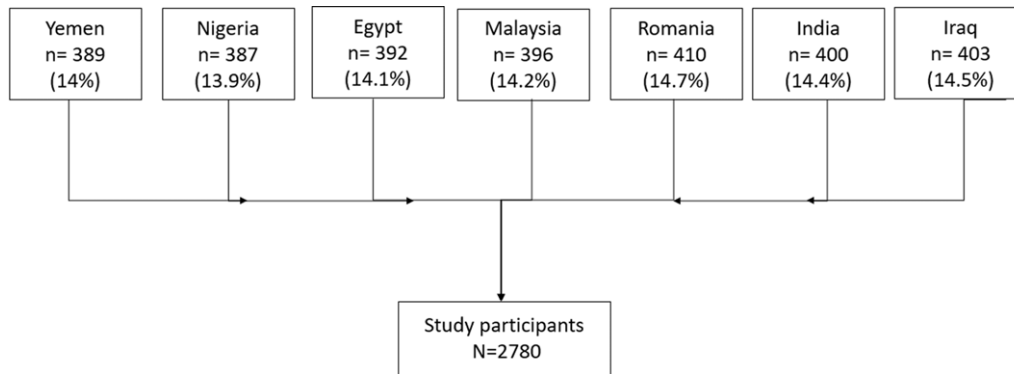 Yemen
n= 389
(14%)
Nigeria
n= 387
(13.9%)
Egypt
n= 392
(14.1%)
Malaysia
n= 396
(14.2%)
Romania
n= 410
(14.7%)
India
n= 400
(14.4%)
Iraq
n= 403
(14.5%)
Study participants
N=2780